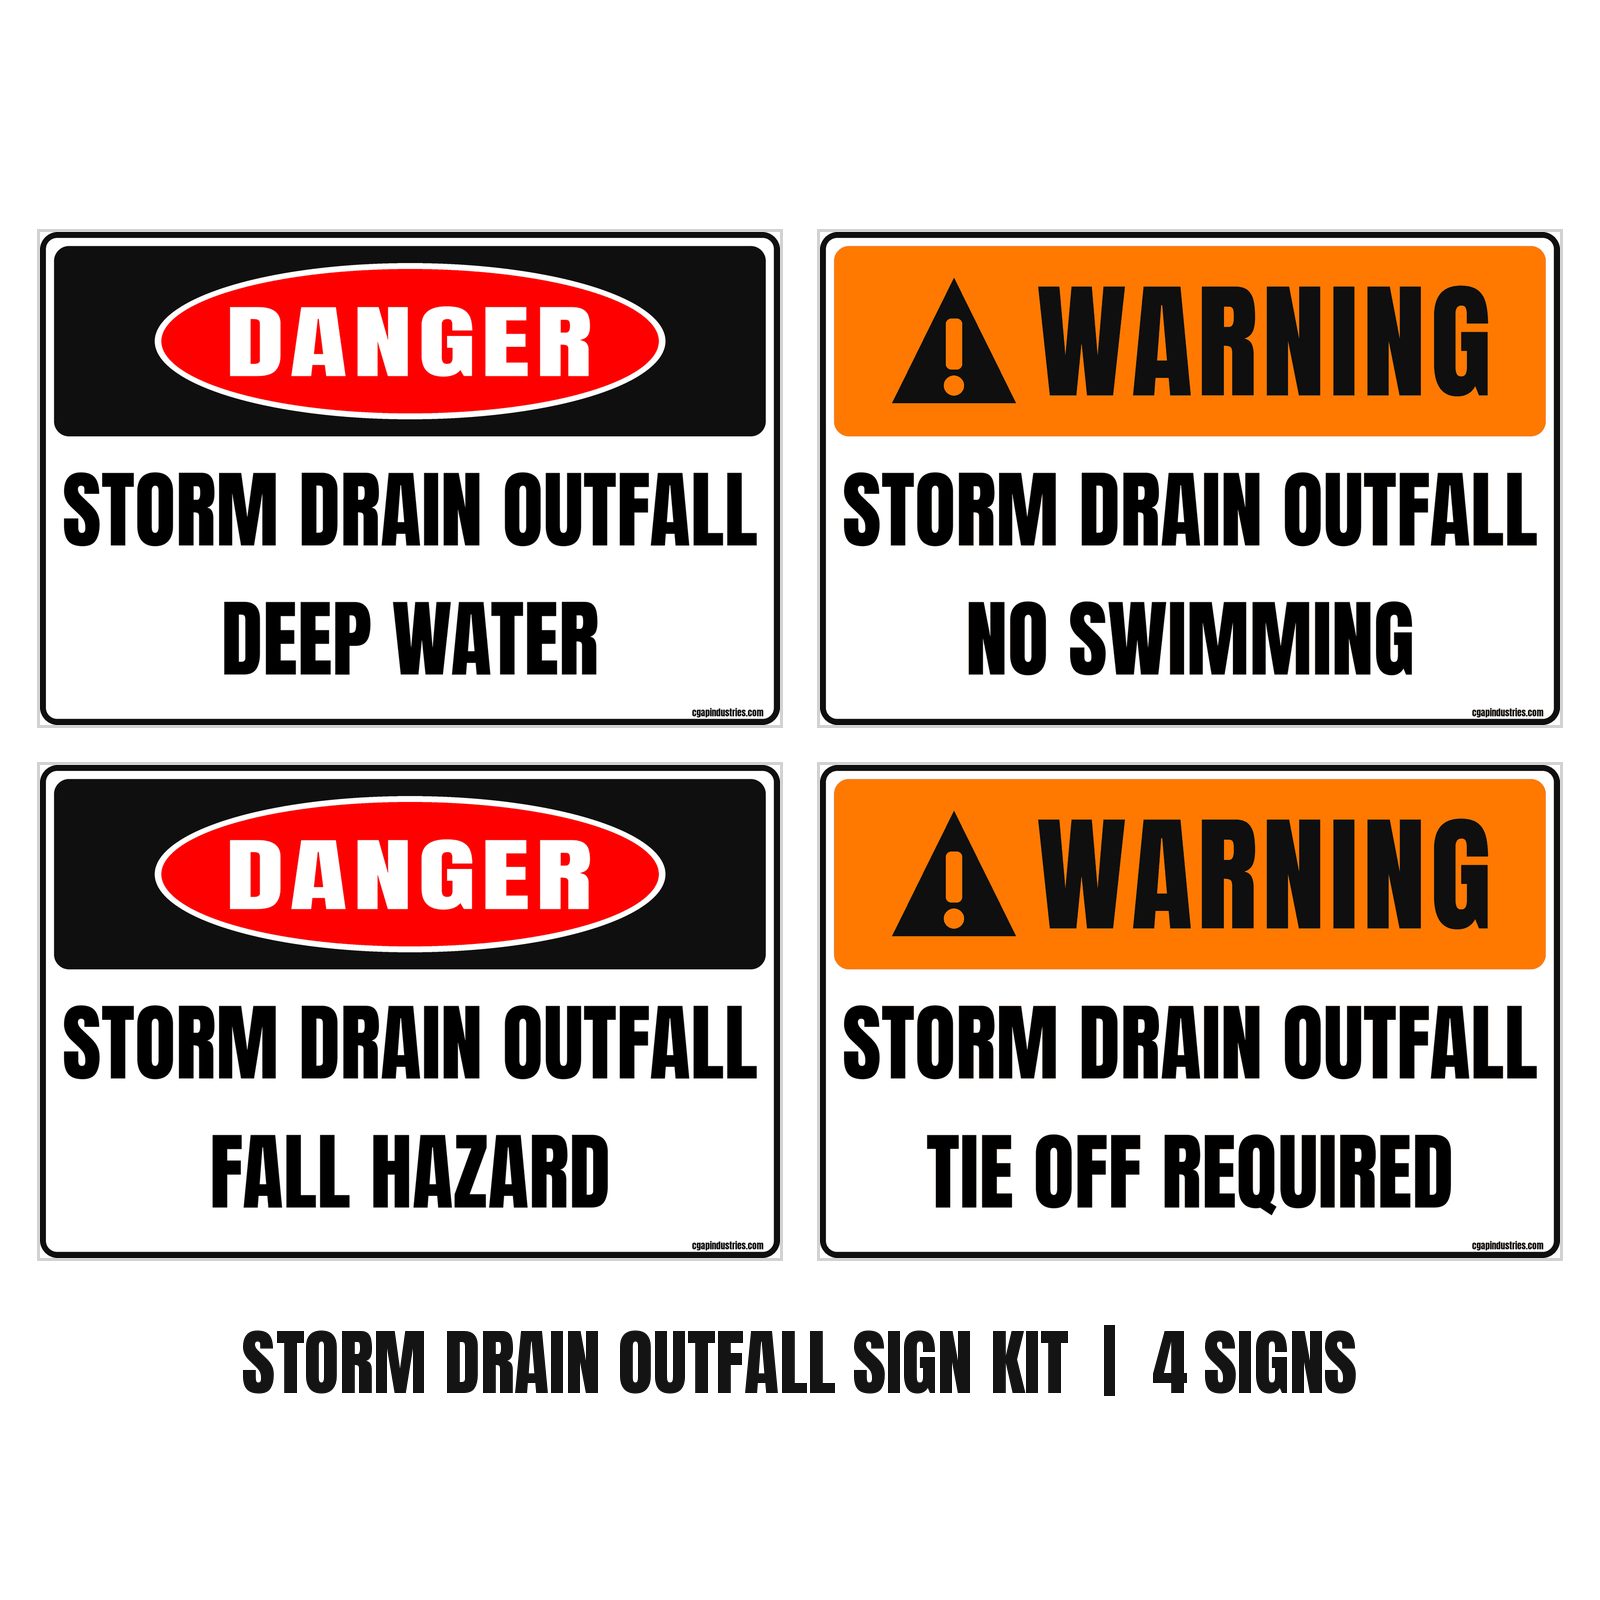 DANGER
STORM DRAIN OUTFALL
DEEP WATER
cgapindustries.com
WARNING
STORM DRAIN OUTFALL
NO SWIMMING
cgapindustries.com
DANGER
STORM DRAIN OUTFALL
FALL HAZARD
cgapindustries.com
WARNING
STORM DRAIN OUTFALL
TIE OFF REQUIRED
cgapindustries.com
STORM DRAIN OUTFALL SIGN KIT | 4 SIGNS